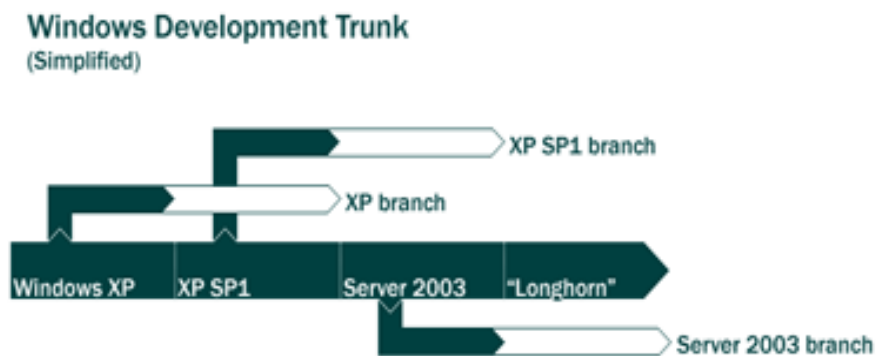 Windows Development Trunk
(Simplified)
XP SP1 branch
XP branch
Windows XP
XP SP1
Server 2003
“Longhorn”
Server 2003 branch